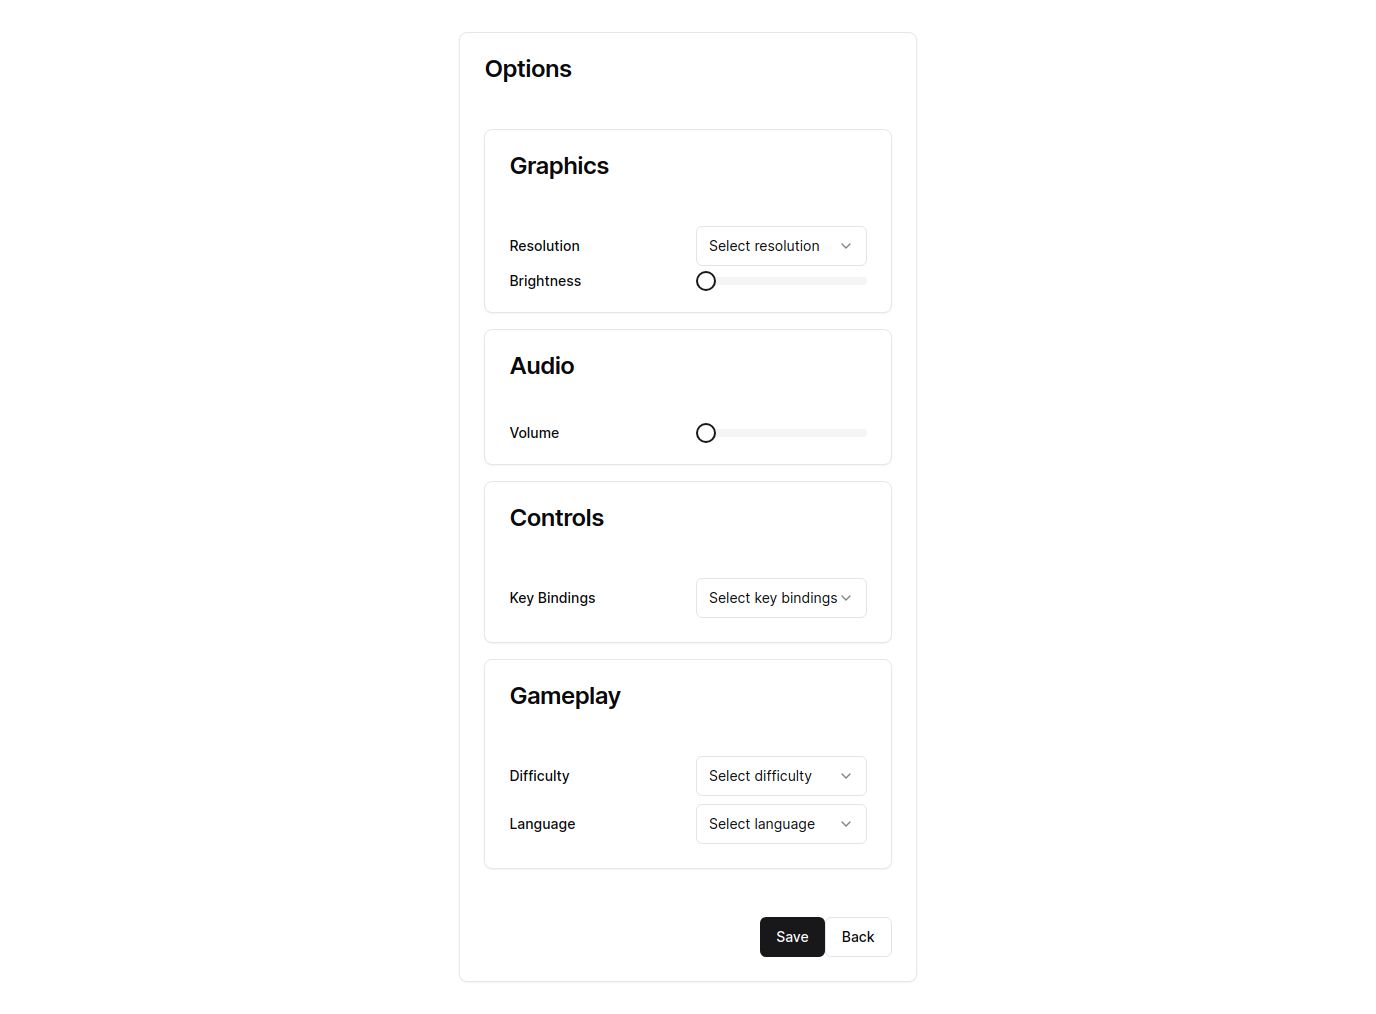 Options
Graphics
Resolution Select resolution
Brightness
Audio
Volume
Controls
Key Bindings Select key bindings
Gameplay
Difficulty Select difficulty
Language Select language
Save Back